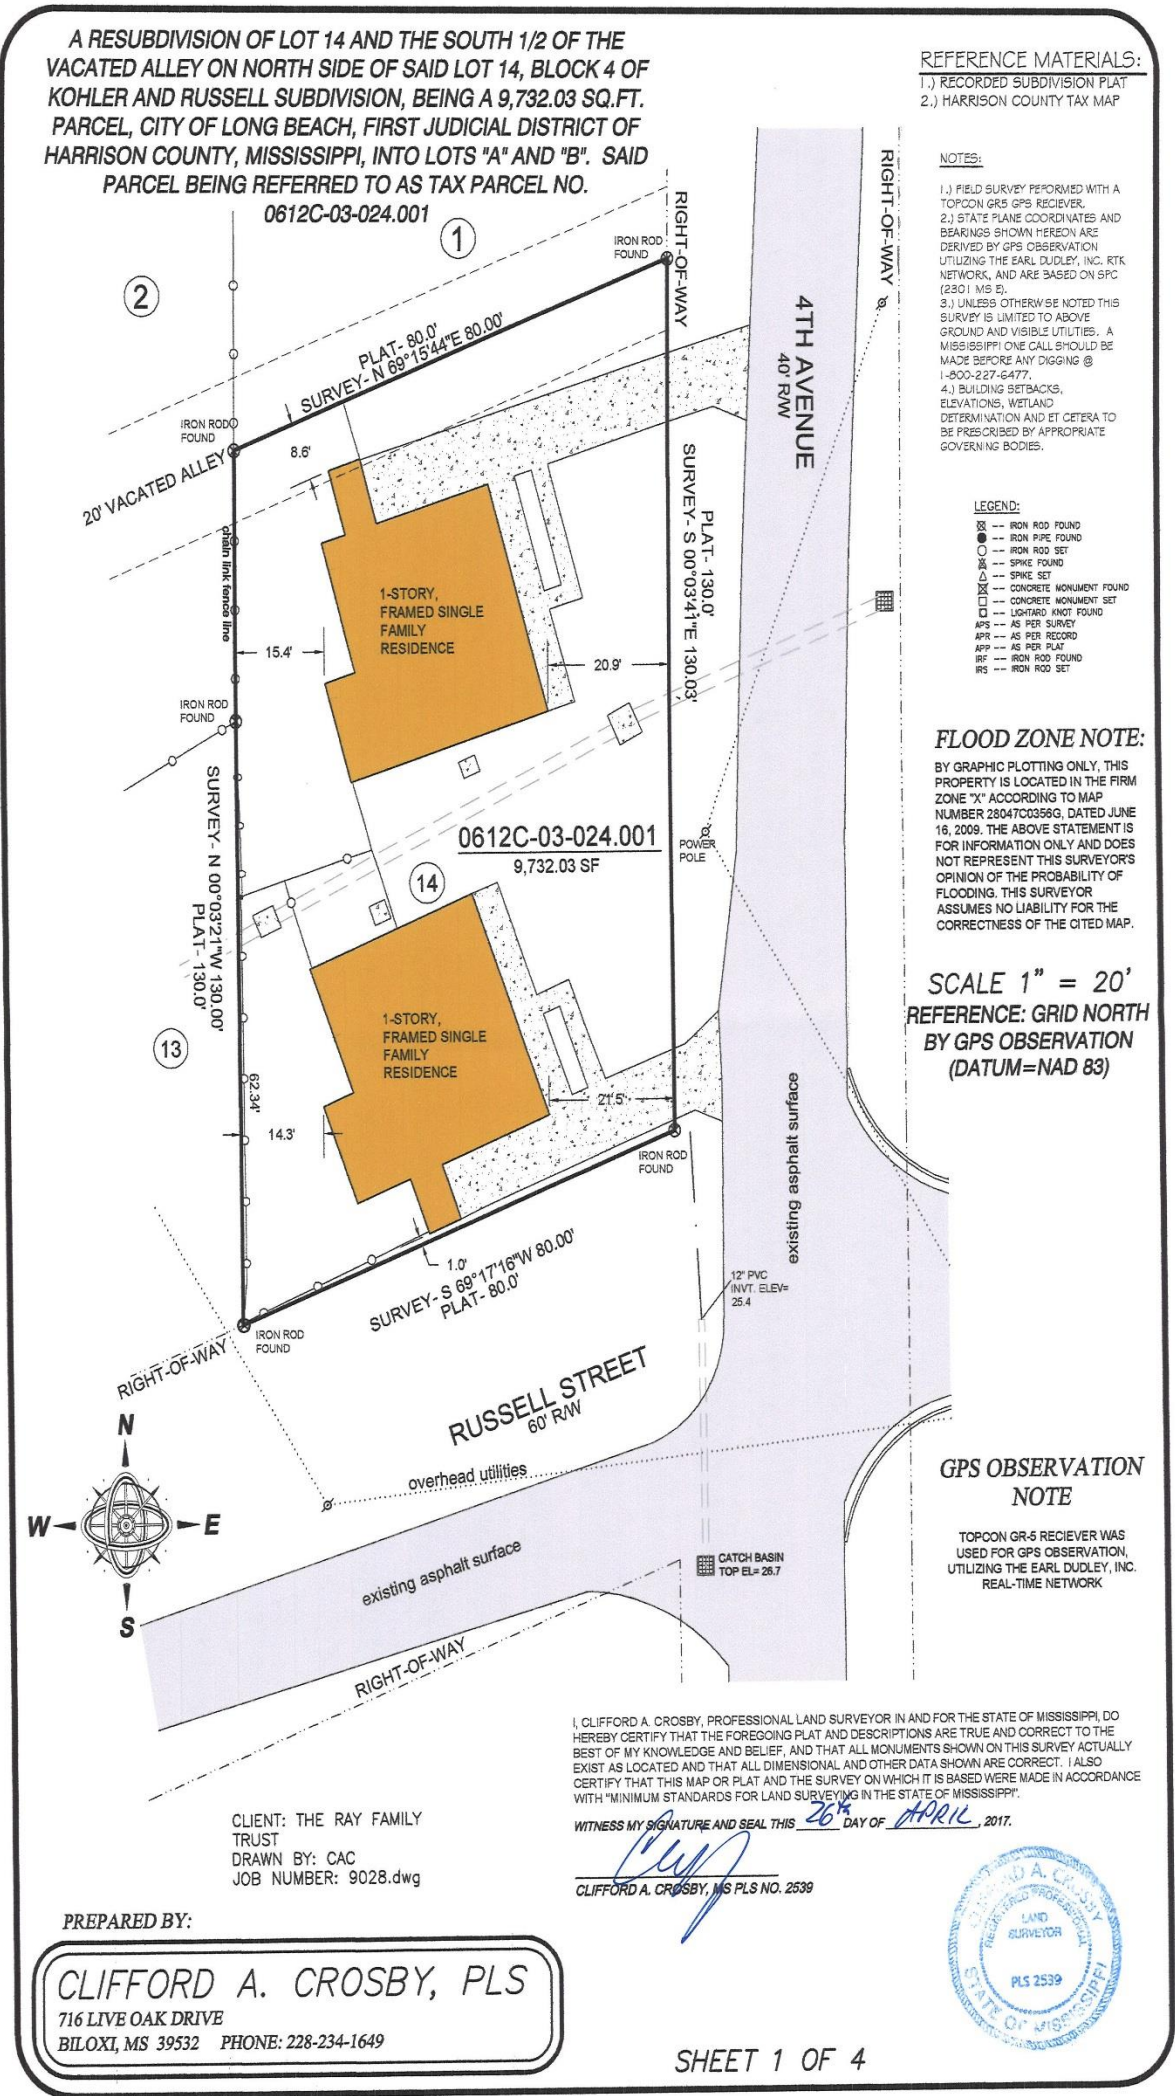 A RESUBDIVISION OF LOT 14 AND THE SOUTH 1/2 OF THE
VACATED ALLEY ON NORTH SIDE OF SAID LOT 14, BLOCK 4 OF
KOHLER AND RUSSELL SUBDIVISION, BEING A 9,732.03 SQ.FT.
PARCEL, CITY OF LONG BEACH, FIRST JUDICIAL DISTRICT OF
HARRISON COUNTY, MISSISSIPPI, INTO LOTS "A" AND "B". SAID
PARCEL BEING REFERRED TO AS TAX PARCEL NO.
0612C-03-024.001
REFERENCE MATERIALS:
1.) RECORDED SUBDIVISION PLAT
2.) HARRISON COUNTY TAX MAP
NOTES:
1.) FIELD SURVEY PERFORMED WITH A
TOPCON GR5 GPS RECIEVER.
2.) STATE PLANE COORDINATES AND
BEARINGS SHOWN HEREON ARE
DERIVED BY GPS OBSERVATION
UTILIZING THE EARL DUDLEY, INC. RTK
NETWORK, AND ARE BASED ON SPC
(2301 MS E).
3.) UNLESS OTHERWISE NOTED THIS
SURVEY IS LIMITED TO ABOVE
GROUND AND VISIBLE UTILITIES. A
MISSISSIPPI ONE CALL SHOULD BE
MADE BEFORE ANY DIGGING @
1-800-227-6477.
4.) BUILDING SETBACKS,
ELEVATIONS, WETLAND
DETERMINATION AND ET CETERA TO
BE PRESCRIBED BY APPROPRIATE
GOVERNING BODIES.
LEGEND:
-- IRON ROD FOUND
-- IRON PIPE FOUND
-- IRON ROD SET
-- SPIKE FOUND
-- SPIKE SET
-- CONCRETE MONUMENT FOUND
-- CONCRETE MONUMENT SET
-- LIGHTARD KNOT FOUND
APS -- AS PER SURVEY
APR -- AS PER RECORD
APP -- AS PER PLAT
IRF -- IRON ROD FOUND
IRS -- IRON ROD SET
FLOOD ZONE NOTE:
BY GRAPHIC PLOTTING ONLY, THIS
PROPERTY IS LOCATED IN THE FIRM
ZONE "X" ACCORDING TO MAP
NUMBER 28047C0356G, DATED JUNE
16, 2009. THE ABOVE STATEMENT IS
FOR INFORMATION ONLY AND DOES
NOT REPRESENT THIS SURVEYOR'S
OPINION OF THE PROBABILITY OF
FLOODING. THIS SURVEYOR
ASSUMES NO LIABILITY FOR THE
CORRECTNESS OF THE CITED MAP.
SCALE 1" = 20'
REFERENCE: GRID NORTH
BY GPS OBSERVATION
(DATUM=NAD 83)
1
2
IRON ROD
FOUND
RIGHT-OF-WAY
RIGHT-OF-WAY
4TH AVENUE
40' R/W
PLAT- 80.0'
SURVEY- N 69°15'44"E 80.00'
IRON ROD
FOUND
20' VACATED ALLEY
8.6'
chain link fence line
PLAT- 130.0'
SURVEY- S 00°03'41"E 130.03'
1-STORY,
FRAMED SINGLE
FAMILY
RESIDENCE
15.4'
20.9'
IRON ROD
FOUND
SURVEY- N 00°03'21"W 130.00'
PLAT- 130.0'
0612C-03-024.001
9,732.03 SF
POWER
POLE
14
13
1-STORY,
FRAMED SINGLE
FAMILY
RESIDENCE
62.34'
14.3'
21.5'
IRON ROD
FOUND
existing asphalt surface
1.0'
SURVEY- S 69°17'16"W 80.00'
PLAT- 80.0'
12" PVC
INVT. ELEV=
25.4
IRON ROD
FOUND
RIGHT-OF-WAY
RUSSELL STREET
60' R/W
overhead utilities
N
W
E
S
existing asphalt surface
CATCH BASIN
TOP EL= 26.7
RIGHT-OF-WAY
GPS OBSERVATION
NOTE
TOPCON GR-5 RECIEVER WAS
USED FOR GPS OBSERVATION,
UTILIZING THE EARL DUDLEY, INC.
REAL-TIME NETWORK
I, CLIFFORD A. CROSBY, PROFESSIONAL LAND SURVEYOR IN AND FOR THE STATE OF MISSISSIPPI, DO
HEREBY CERTIFY THAT THE FOREGOING PLAT AND DESCRIPTIONS ARE TRUE AND CORRECT TO THE
BEST OF MY KNOWLEDGE AND BELIEF, AND THAT ALL MONUMENTS SHOWN ON THIS SURVEY ACTUALLY
EXIST AS LOCATED AND THAT ALL DIMENSIONAL AND OTHER DATA SHOWN ARE CORRECT. I ALSO
CERTIFY THAT THIS MAP OR PLAT AND THE SURVEY ON WHICH IT IS BASED WERE MADE IN ACCORDANCE
WITH "MINIMUM STANDARDS FOR LAND SURVEYING IN THE STATE OF MISSISSIPPI".
WITNESS MY SIGNATURE AND SEAL THIS 26th DAY OF APRIL, 2017.
CLIFFORD A. CROSBY, MS PLS NO. 2539
CLIENT: THE RAY FAMILY
TRUST
DRAWN BY: CAC
JOB NUMBER: 9028.dwg
PREPARED BY:
CLIFFORD A. CROSBY, PLS
716 LIVE OAK DRIVE
BILOXI, MS 39532 PHONE: 228-234-1649
CLIFFORD A. CROSBY
REGISTERED PROFESSIONAL
LAND
SURVEYOR
PLS 2539
STATE OF MISSISSIPPI
SHEET 1 OF 4